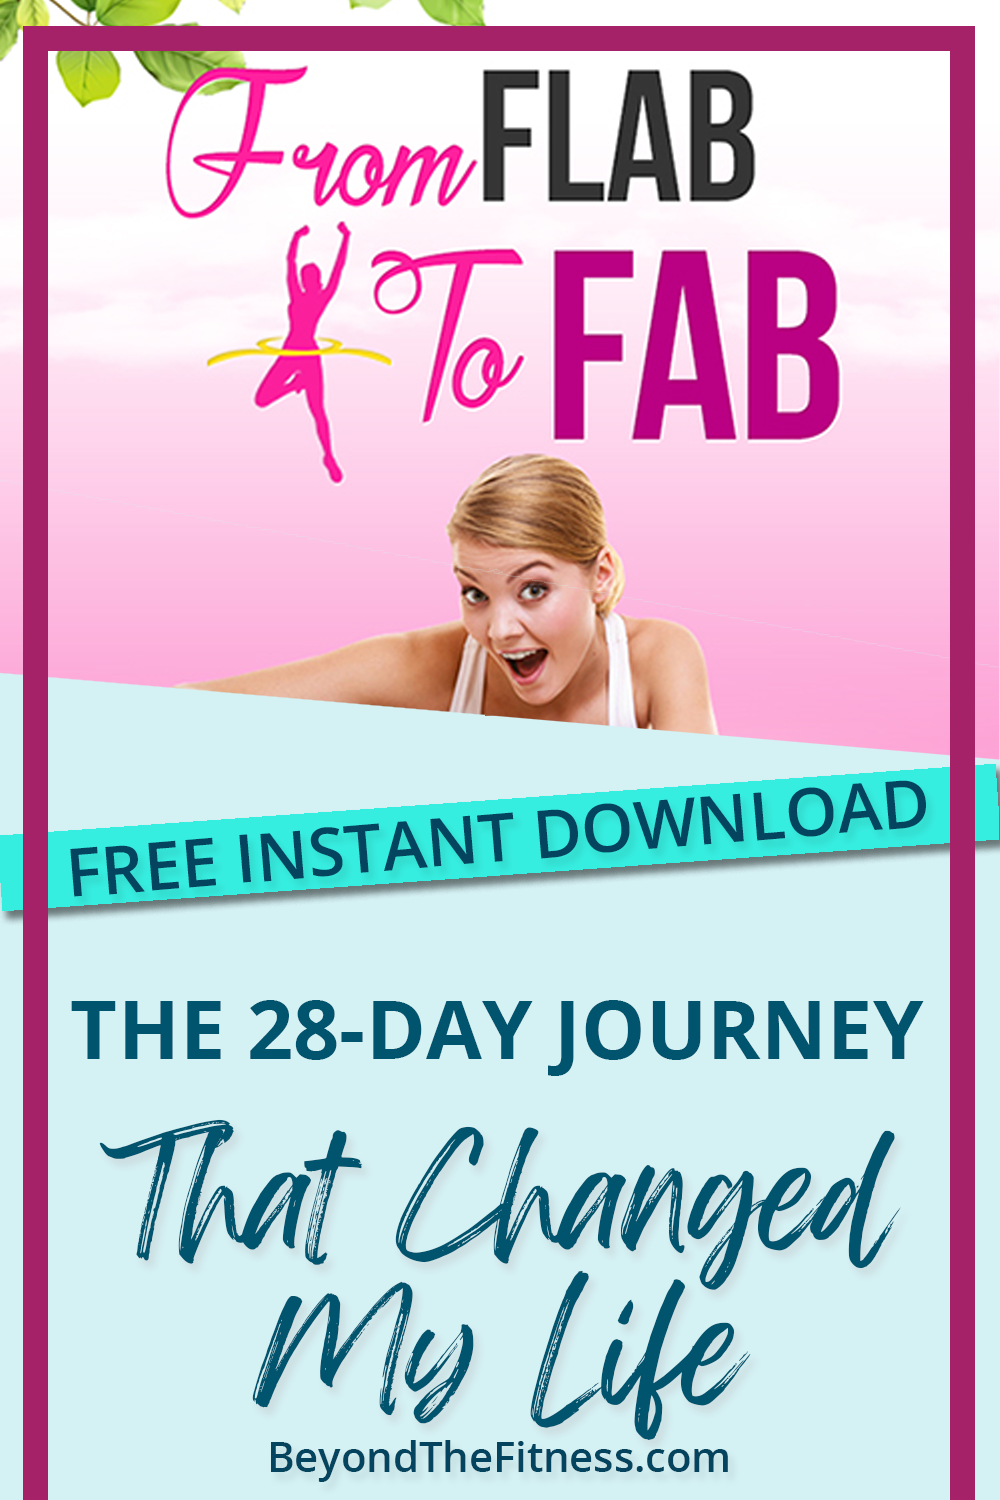 From FLAB
To FAB
FREE INSTANT DOWNLOAD
THE 28-DAY JOURNEY
That Changed
My Life
BeyondTheFitness.com